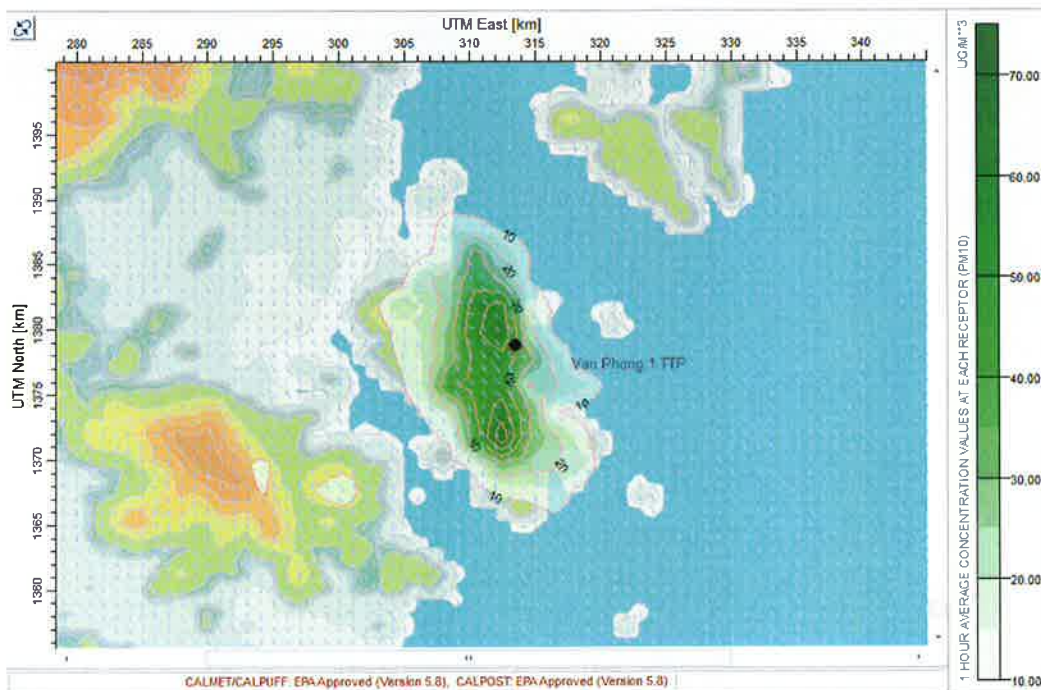 UTM East [km]
280 285 290 295 300 305 310 315 320 325 330 335 340
UTM North [km]
1395
1390
1385
1380
1375
1370
1365
1360
10
Van Phong 1 TTP
10
10
UG/M**3
1 HOUR AVERAGE CONCENTRATION VALUES AT EACH RECEPTOR (PM10)
70.00
60.00
50.00
40.00
30.00
20.00
10.00
CALMET/CALPUFF: EPA Approved (Version 5.8), CALPOST: EPA Approved (Version 5.8)